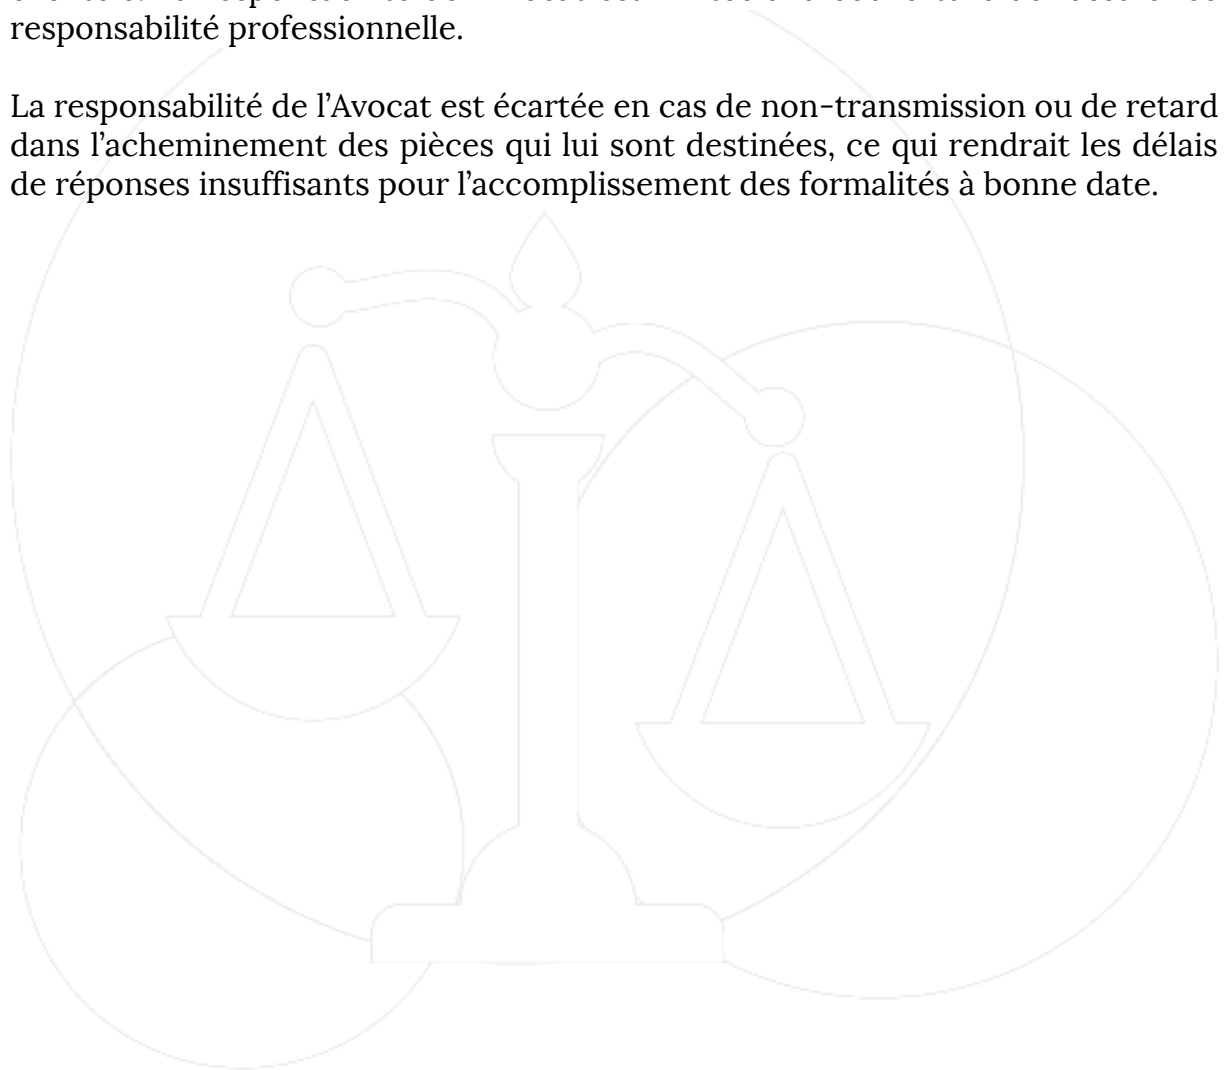 responsabilité professionnelle.
La responsabilité de l’Avocat est écartée en cas de non-transmission ou de retard
dans l’acheminement des pièces qui lui sont destinées, ce qui rendrait les délais
de réponses insuffisants pour l’accomplissement des formalités à bonne date.